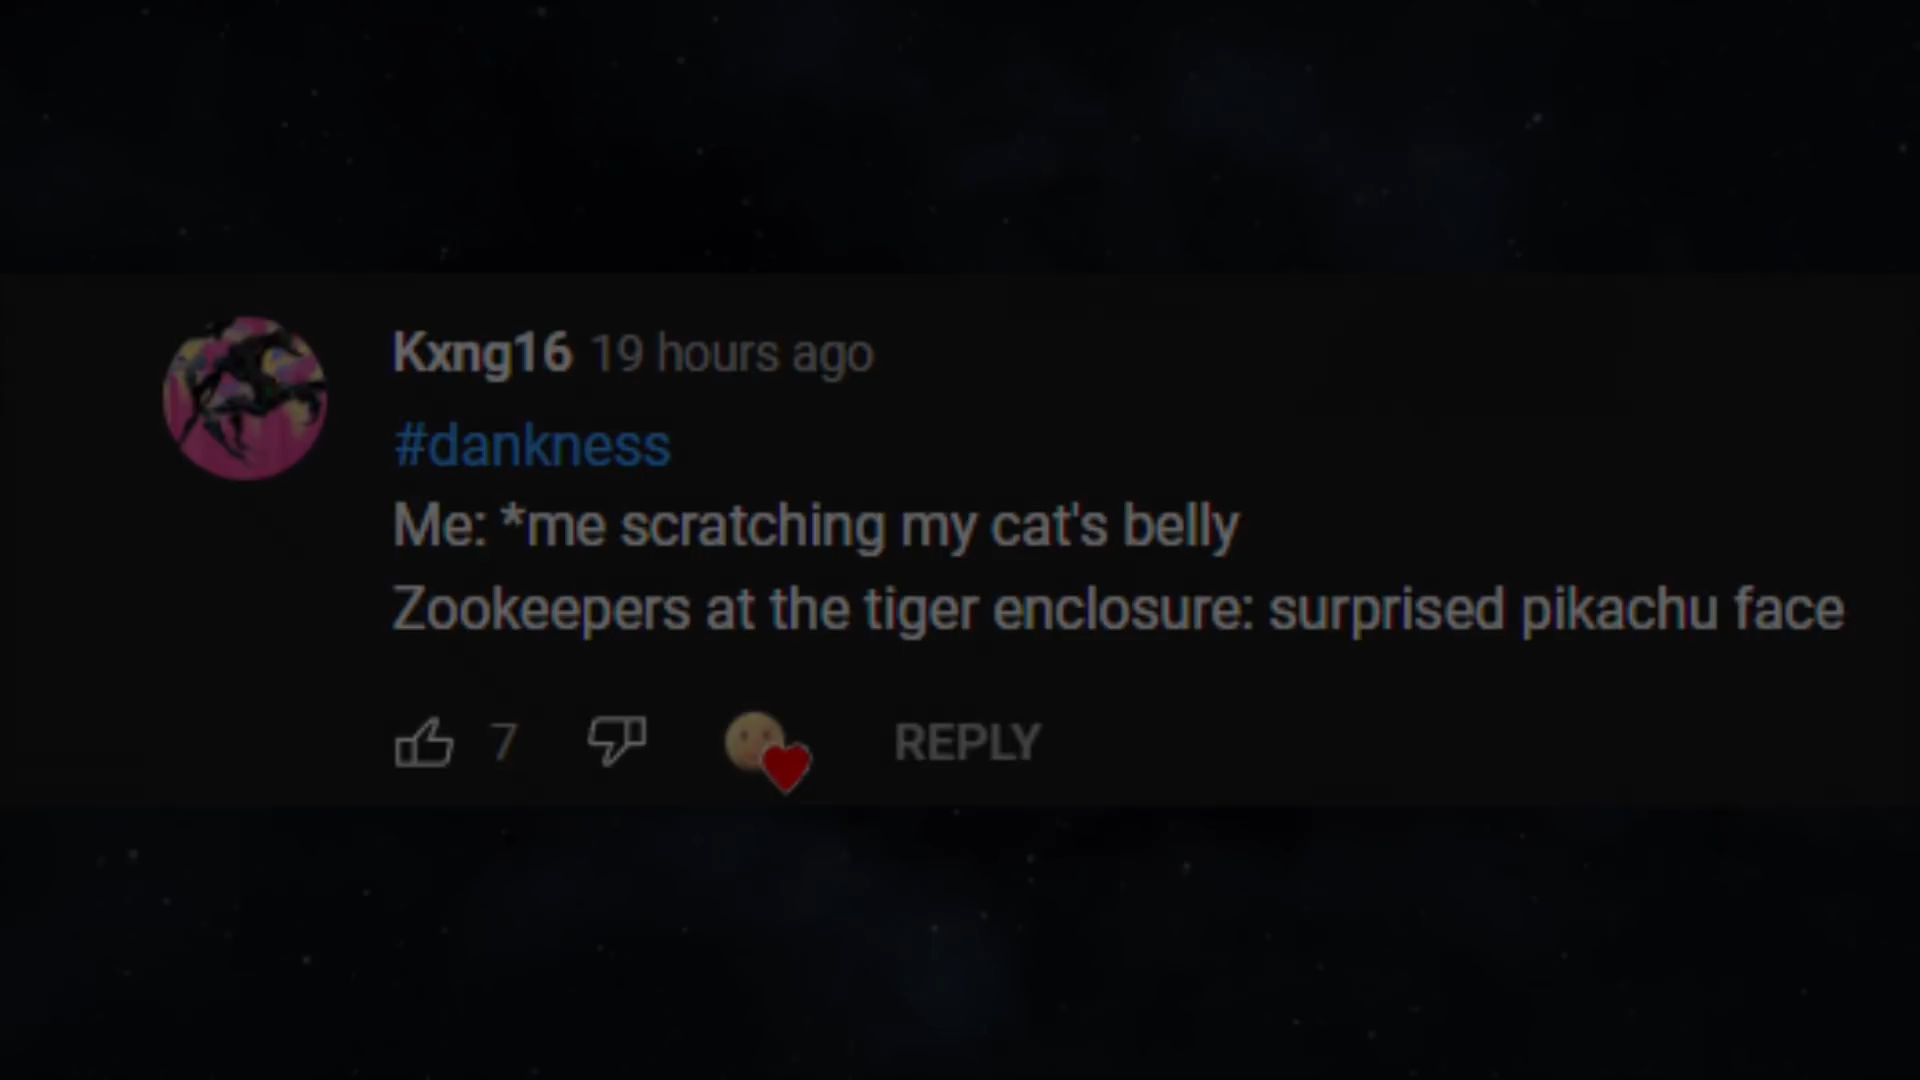 Kxng16 19 hours ago
#dankness
Me: *me scratching my cat's belly
Zookeepers at the tiger enclosure: surprised pikachu face
7 REPLY